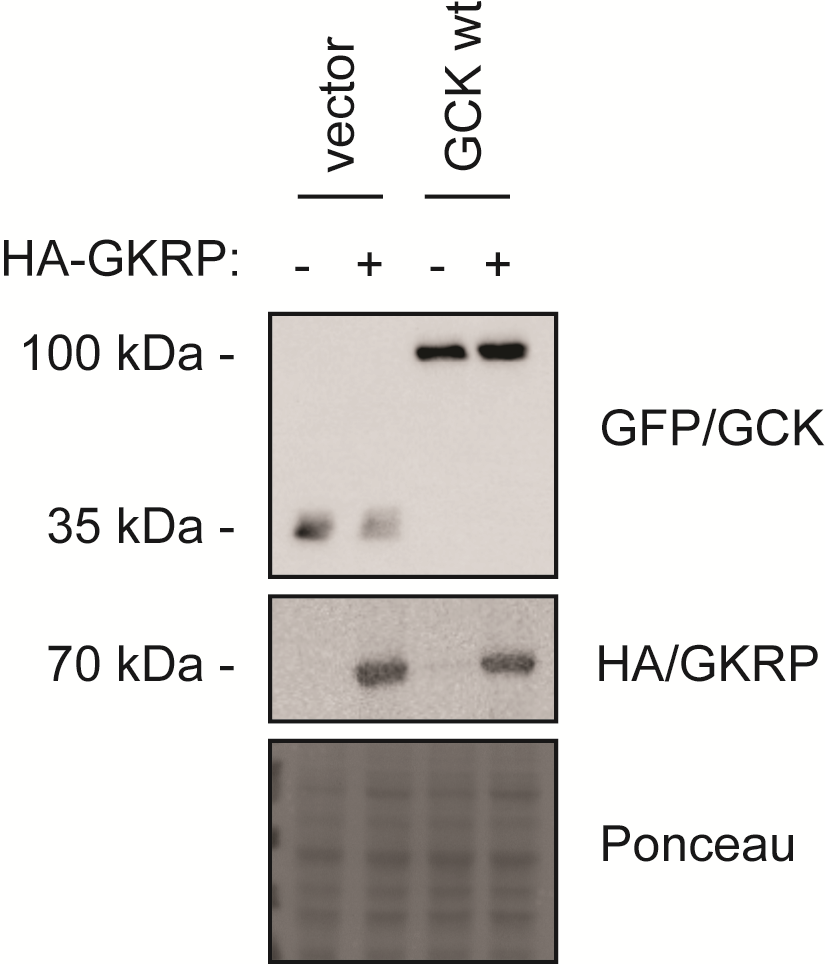 vector
GCK wt
HA-GKRP: - + - +
100 kDa -
GFP/GCK
35 kDa -
70 kDa -
HA/GKRP
Ponceau